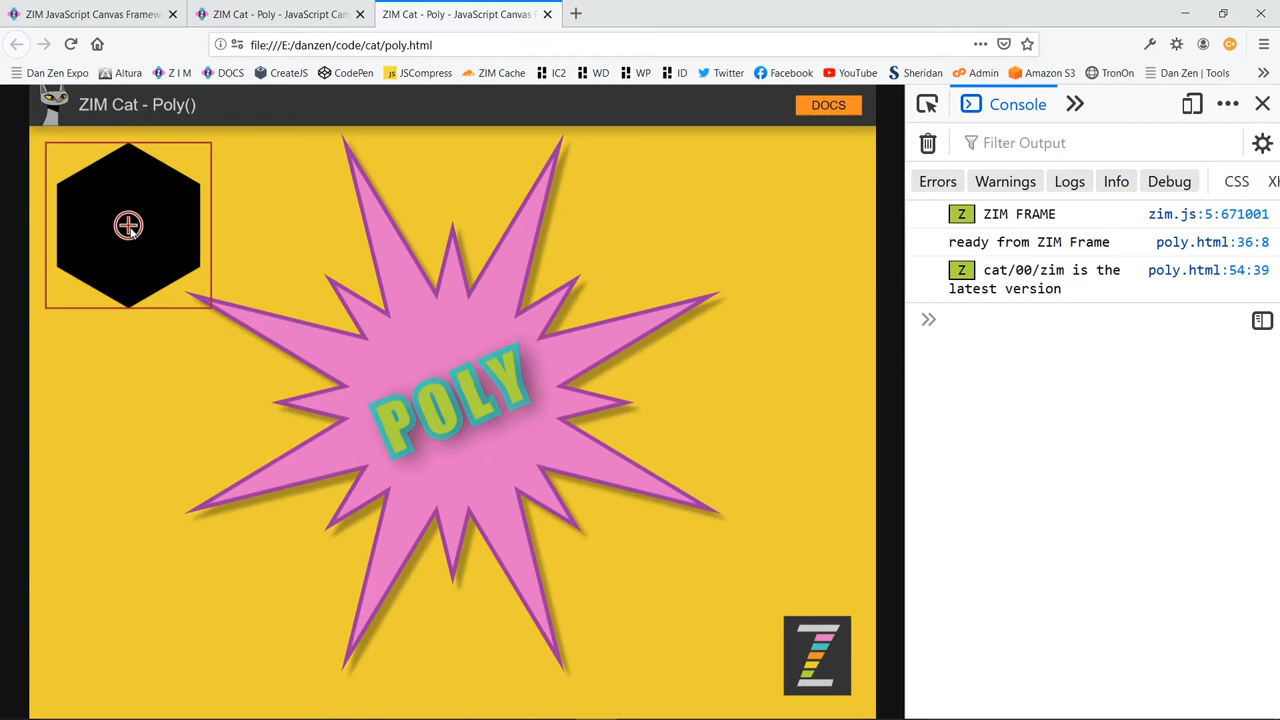 ZIM JavaScript Canvas Framew
ZIM Cat - Poly - JavaScript Canv
ZIM Cat - Poly - JavaScript Canvas F
file:///E:/danzen/code/cat/poly.html
Dan Zen Expo Altura Z I M DOCS CreateJS CodePen JS JSCompress ZIM Cache IC2 WD WP ID Twitter Facebook YouTube Sheridan Admin Amazon S3 TronOn Dan Zen | Tools
ZIM Cat - Poly()
DOCS
Console
Filter Output
Errors Warnings Logs Info Debug CSS
Z ZIM FRAME zim.js:5:671001
ready from ZIM Frame poly.html:36:8
Z cat/00/zim is the poly.html:54:39
latest version
POLY
Z